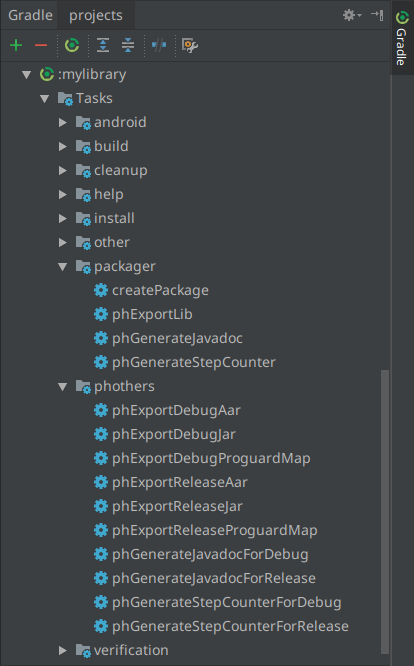 Gradle projects
Gradle
:mylibrary
Tasks
android
build
cleanup
help
install
other
packager
createPackage
phExportLib
phGenerateJavadoc
phGenerateStepCounter
phothers
phExportDebugAar
phExportDebugJar
phExportDebugProguardMap
phExportReleaseAar
phExportReleaseJar
phExportReleaseProguardMap
phGenerateJavadocForDebug
phGenerateJavadocForRelease
phGenerateStepCounterForDebug
phGenerateStepCounterForRelease
verification